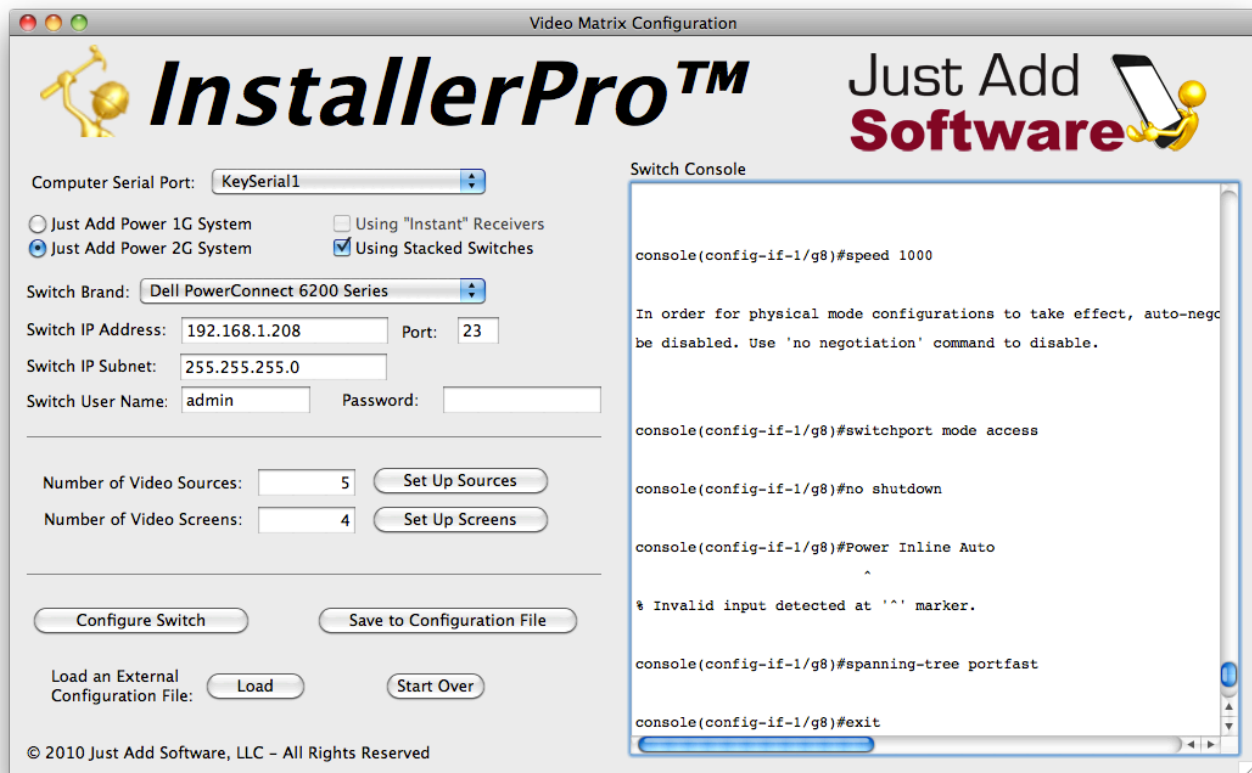 Video Matrix Configuration
InstallerPro™
Just Add
Software
Computer Serial Port: KeySerial1
Just Add Power 1G System
Using "Instant" Receivers
Just Add Power 2G System
Using Stacked Switches
Switch Brand: Dell PowerConnect 6200 Series
Switch IP Address: 192.168.1.208 Port: 23
Switch IP Subnet: 255.255.255.0
Switch User Name: admin Password:
Number of Video Sources: 5 Set Up Sources
Number of Video Screens: 4 Set Up Screens
Configure Switch Save to Configuration File
Load an External
Configuration File: Load Start Over
© 2010 Just Add Software, LLC - All Rights Reserved
Switch Console
console(config-if-1/g8)#speed 1000
In order for physical mode configurations to take effect, auto-nego
be disabled. Use 'no negotiation' command to disable.
console(config-if-1/g8)#switchport mode access
console(config-if-1/g8)#no shutdown
console(config-if-1/g8)#Power Inline Auto
^
% Invalid input detected at '^' marker.
console(config-if-1/g8)#spanning-tree portfast
console(config-if-1/g8)#exit